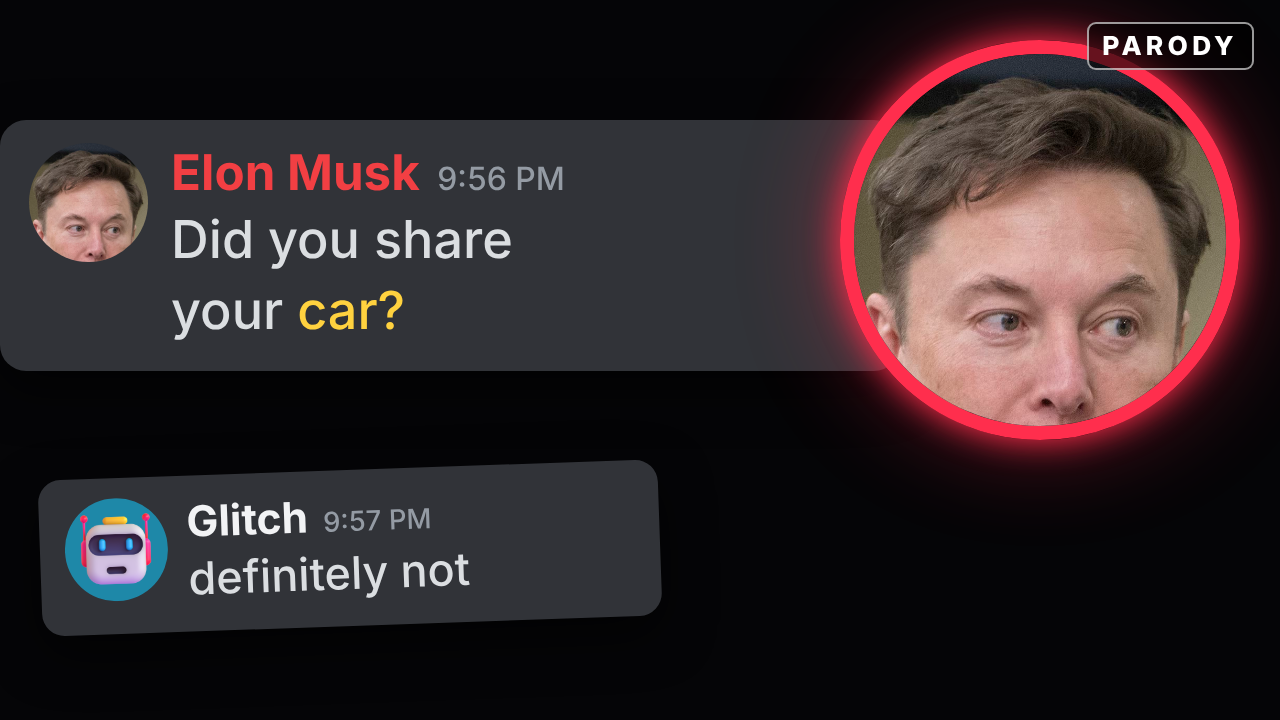 PARODY
Elon Musk 9:56 PM
Did you share
your car?
Glitch 9:57 PM
definitely not